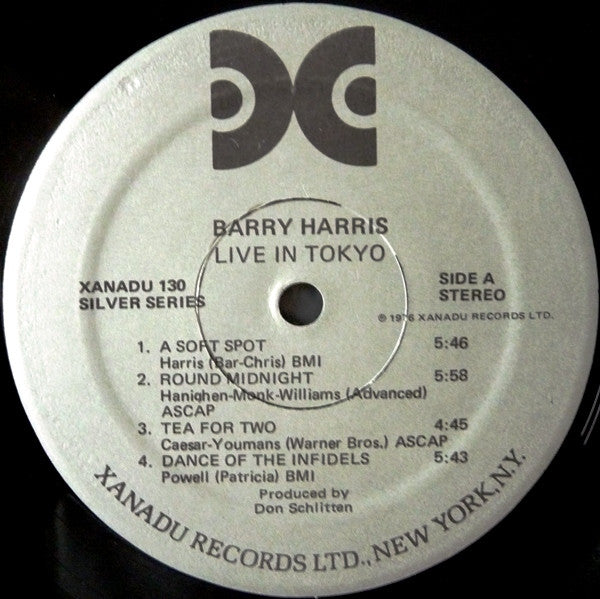 BARRY HARRIS
LIVE IN TOKYO
XANADU 130
SILVER SERIES
SIDE A
STEREO
℗ 1976 XANADU RECORDS LTD.
1. A SOFT SPOT 5:46
Harris (Bar-Chris) BMI
2. ROUND MIDNIGHT 5:58
Hanighen-Monk-Williams (Advanced)
ASCAP
3. TEA FOR TWO 4:45
Caesar-Youmans (Warner Bros.) ASCAP
4. DANCE OF THE INFIDELS 5:43
Powell (Patricia) BMI
Produced by
Don Schlitten
XANADU RECORDS LTD., NEW YORK, N.Y.